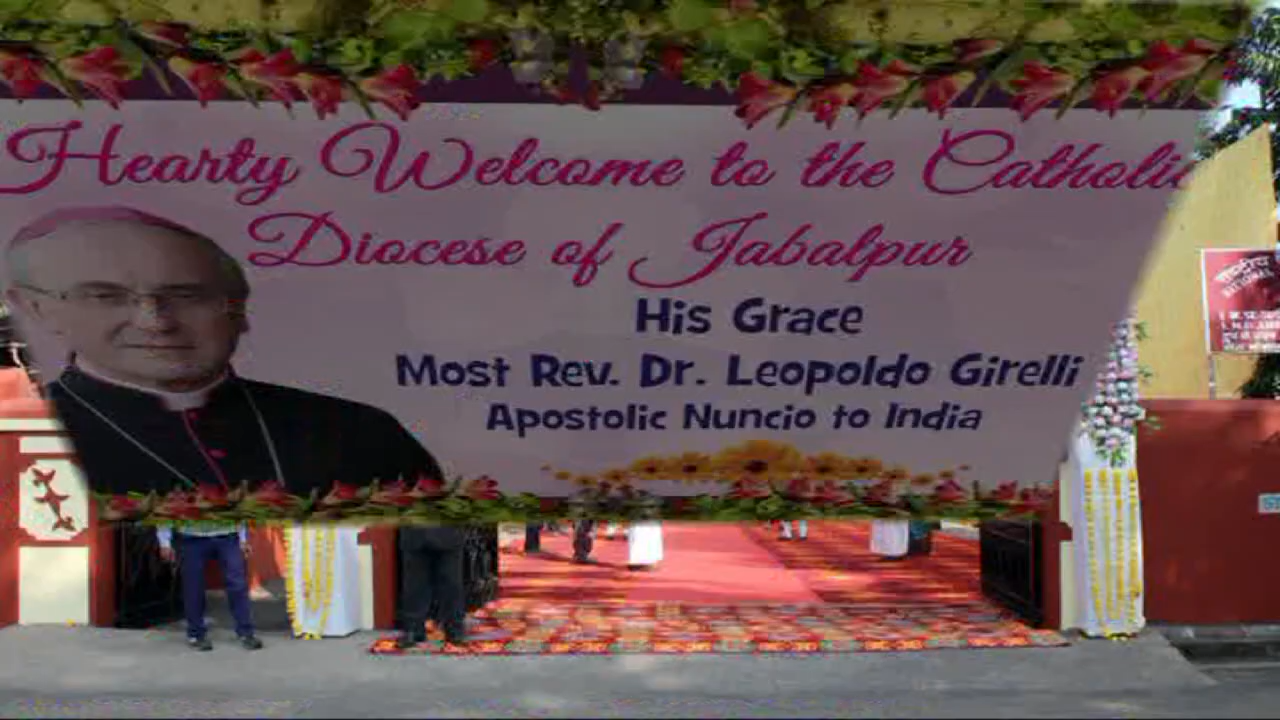 Hearty Welcome to the Catholic
Diocese of Jabalpur
His Grace
Most Rev. Dr. Leopoldo Girelli
Apostolic Nuncio to India
राष्ट्रीय